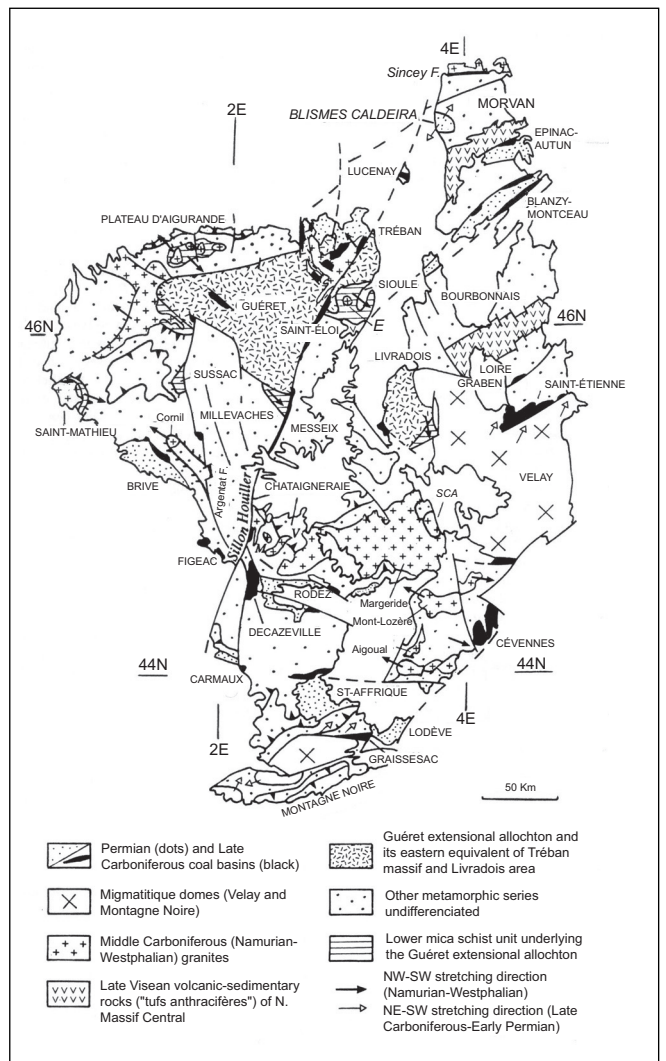 4E
Sincey F.
MORVAN
2E
BLISMES CALDEIRA
EPINAC-
AUTUN
LUCENAY
BLANZY-
MONTCEAU
PLATEAU D'AIGURANDE
TRÉBAN
SIOULE
BOURBONNAIS
GUÉRET
E
46N
46N
SAINT-ÉLOI
LIVRADOIS
LOIRE
GRABEN
SUSSAC
SAINT-ÉTIENNE
MILLEVACHES
MESSEIX
Cornil
SAINT-MATHIEU
Argentat F.
VELAY
BRIVE
CHATAIGNERAIE
SCA
Sillon Houiller
V
M
FIGEAC
RODEZ
Margeride
Mont-Lozère
DECAZEVILLE
Aigoual
CÉVENNES
44N
44N
CARMAUX
ST-AFFRIQUE
4E
2E
LODÈVE
GRAISSESAC
MONTAGNE NOIRE
50 Km
Permian (dots) and Late
Carboniferous coal basins (black)
Migmatitique domes (Velay and
Montagne Noire)
Middle Carboniferous (Namurian-
Westphalian) granites
Late Visean volcanic-sedimentary
rocks ("tufs anthracifères") of N.
Massif Central
Guéret extensional allochton and
its eastern equivalent of Tréban
massif and Livradois area
Other metamorphic series
undifferenciated
Lower mica schist unit underlying
the Guéret extensional allochton
NW-SW stretching direction
(Namurian-Westphalian)
NE-SW stretching direction (Late
Carboniferous-Early Permian)